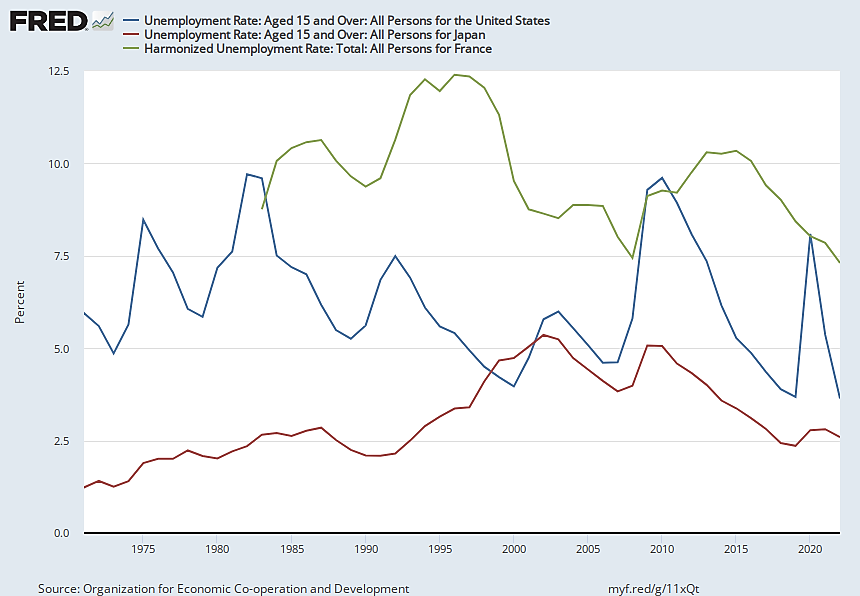 FRED
Unemployment Rate: Aged 15 and Over: All Persons for the United States
Unemployment Rate: Aged 15 and Over: All Persons for Japan
Harmonized Unemployment Rate: Total: All Persons for France
12.5
10.0
7.5
5.0
2.5
0.0
Percent
1975 1980 1985 1990 1995 2000 2005 2010 2015 2020
Source: Organization for Economic Co-operation and Development
myf.red/g/11xQt